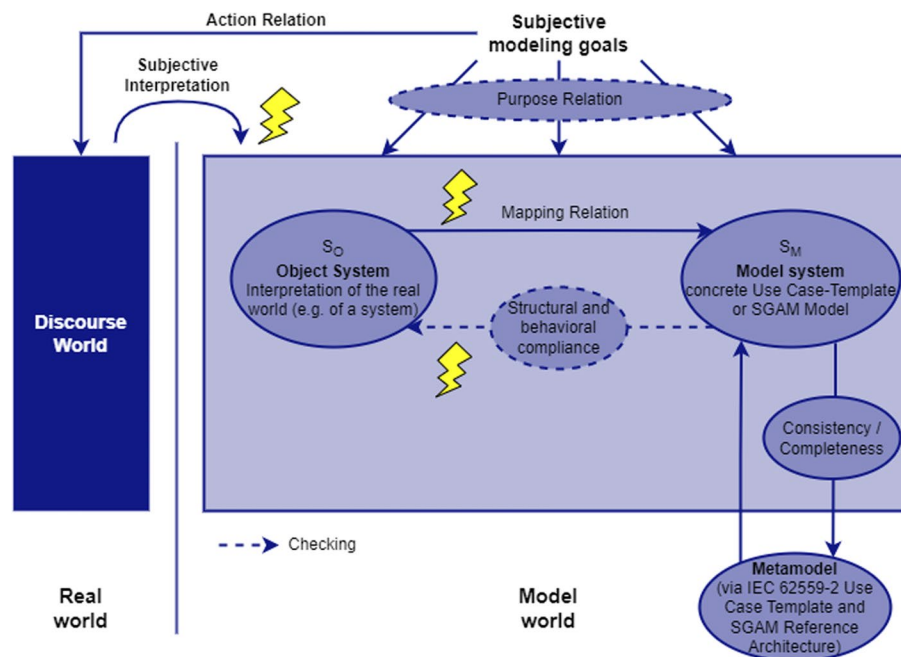 Action Relation
Subjective
modeling goals
Subjective
Interpretation
Purpose Relation
Mapping Relation
S_O
Object System
Interpretation of the real
world (e.g. of a system)
S_M
Model system
concrete Use Case-Template
or SGAM Model
Discourse
World
Structural and
behavioral
compliance
Consistency /
Completeness
Checking
Real
world
Model
world
Metamodel
(via IEC 62559-2 Use
Case Template and
SGAM Reference
Architecture)